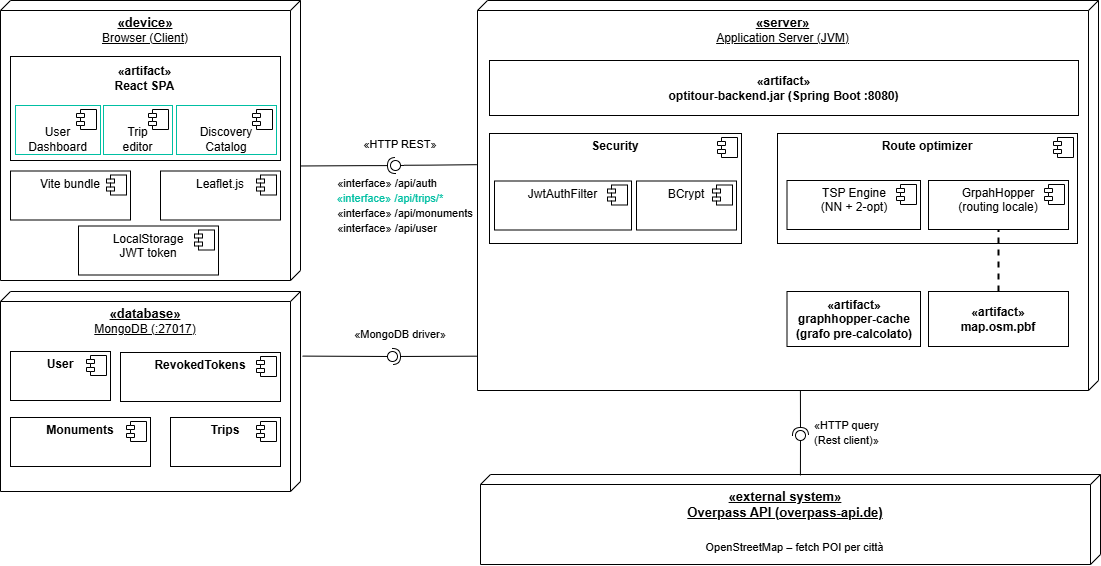 «device»
Browser (Client)
«artifact»
React SPA
User
Dashboard
Trip
editor
Discovery
Catalog
Vite bundle
Leaflet.js
LocalStorage
JWT token
«HTTP REST»
«interface» /api/auth
«interface» /api/trips/*
«interface» /api/monuments
«interface» /api/user
«server»
Application Server (JVM)
«artifact»
optitour-backend.jar (Spring Boot :8080)
Security
JwtAuthFilter
BCrypt
Route optimizer
TSP Engine
(NN + 2-opt)
GrpahHopper
(routing locale)
«artifact»
graphhopper-cache
(grafo pre-calcolato)
«artifact»
map.osm.pbf
«database»
MongoDB (:27017)
User
RevokedTokens
Monuments
Trips
«MongoDB driver»
«HTTP query
(Rest client)»
«external system»
Overpass API (overpass-api.de)
OpenStreetMap – fetch POI per città